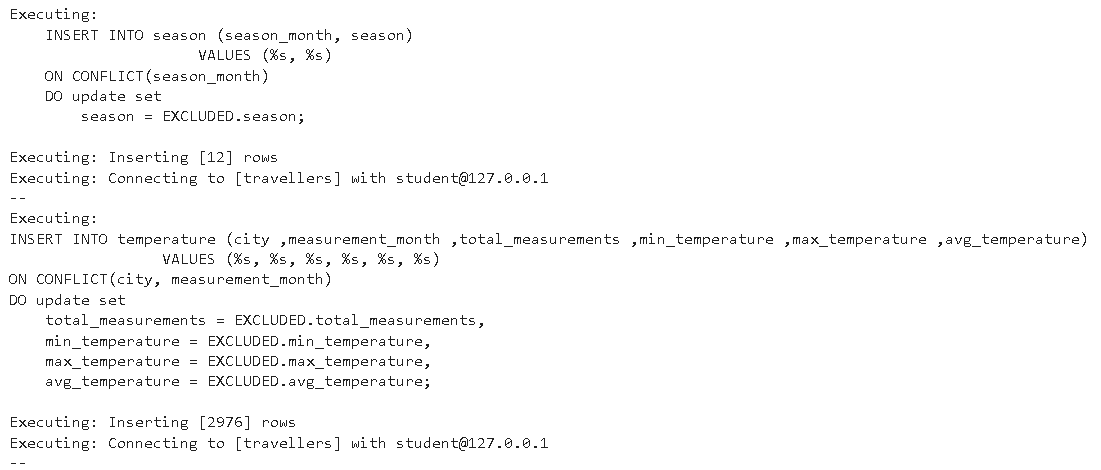 Executing:
INSERT INTO season (season_month, season)
VALUES (%s, %s)
ON CONFLICT(season_month)
DO update set
season = EXCLUDED.season;
Executing: Inserting [12] rows
Executing: Connecting to [travellers] with student@127.0.0.1
--
Executing:
INSERT INTO temperature (city ,measurement_month ,total_measurements ,min_temperature ,max_temperature ,avg_temperature)
VALUES (%s, %s, %s, %s, %s, %s)
ON CONFLICT(city, measurement_month)
DO update set
total_measurements = EXCLUDED.total_measurements,
min_temperature = EXCLUDED.min_temperature,
max_temperature = EXCLUDED.max_temperature,
avg_temperature = EXCLUDED.avg_temperature;
Executing: Inserting [2976] rows
Executing: Connecting to [travellers] with student@127.0.0.1
--